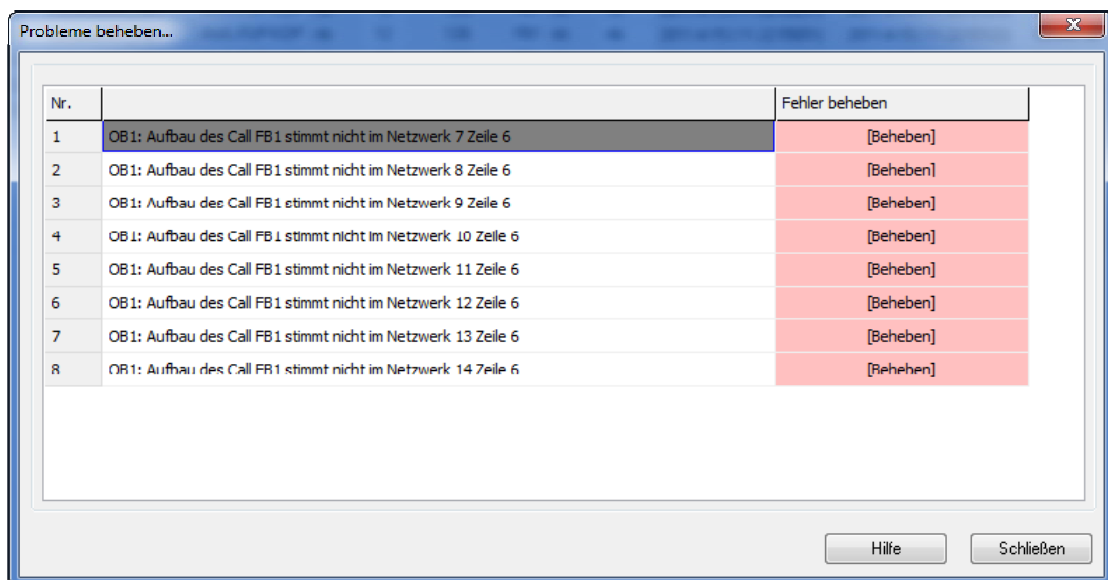 Probleme beheben...
x
Nr. Fehler beheben
1 OB1: Aufbau des Call FB1 stimmt nicht im Netzwerk 7 Zeile 6 [Beheben]
2 OB1: Aufbau des Call FB1 stimmt nicht im Netzwerk 8 Zeile 6 [Beheben]
3 OB1: Aufbau des Call FB1 stimmt nicht im Netzwerk 9 Zeile 6 [Beheben]
4 OB1: Aufbau des Call FB1 stimmt nicht im Netzwerk 10 Zeile 6 [Beheben]
5 OB1: Aufbau des Call FB1 stimmt nicht im Netzwerk 11 Zeile 6 [Beheben]
6 OB1: Aufbau des Call FB1 stimmt nicht im Netzwerk 12 Zeile 6 [Beheben]
7 OB1: Aufbau des Call FB1 stimmt nicht im Netzwerk 13 Zeile 6 [Beheben]
8 OB1: Aufbau des Call FB1 stimmt nicht im Netzwerk 14 Zeile 6 [Beheben]
Hilfe Schließen